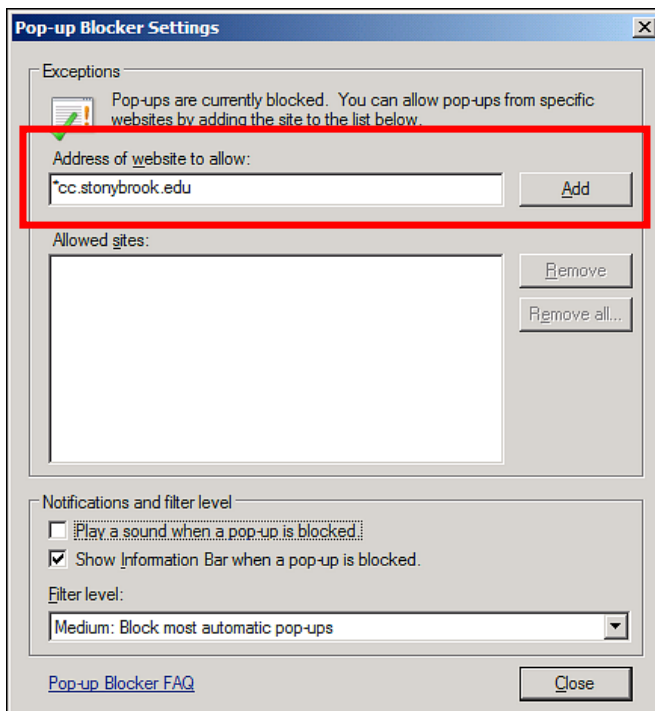 Pop-up Blocker Settings
Exceptions
Pop-ups are currently blocked. You can allow pop-ups from specific
websites by adding the site to the list below.
Address of website to allow:
*cc.stonybrook.edu
Add
Allowed sites:
Remove
Remove all...
Notifications and filter level
Play a sound when a pop-up is blocked.
Show Information Bar when a pop-up is blocked.
Filter level:
Medium: Block most automatic pop-ups
Pop-up Blocker FAQ
Close